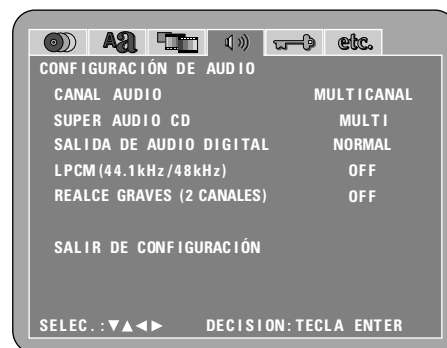 Aa etc.
CONFIGURACIÓN DE AUDIO
CANAL AUDIO MULTICANAL
SUPER AUDIO CD MULTI
SALIDA DE AUDIO DIGITAL NORMAL
LPCM(44.1kHz/48kHz) OFF
REALCE GRAVES (2 CANALES) OFF
SALIR DE CONFIGURACIÓN
SELEC.:▼▲◄► DECISION:TECLA ENTER